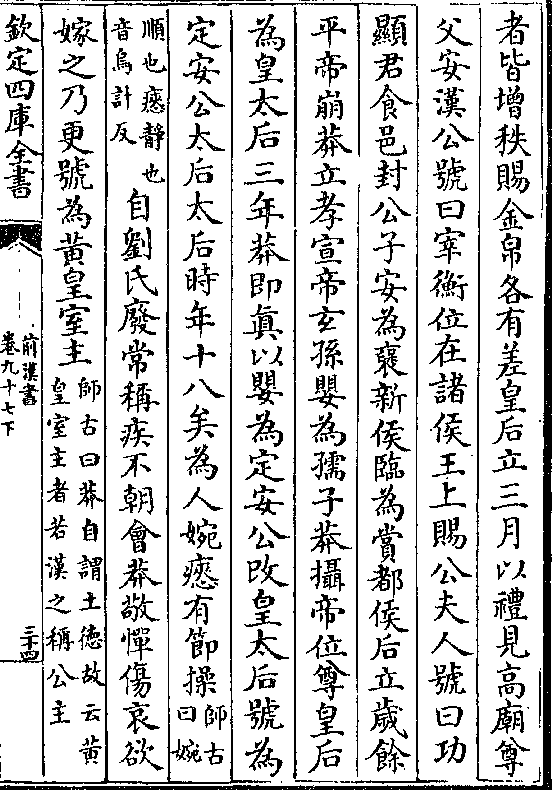 者皆增秩賜金帛各有差皇后立三月以禮見高廟尊
父安漢公號曰宰衡位在諸侯王上賜公夫人號曰功
顯君食邑封公子安為襃新侯臨為賞都侯后立歲餘
平帝崩莽立孝宣帝玄孫嬰為孺子莽攝帝位尊皇后
為皇太后三年莽即眞以嬰為定安公改皇太后號為
定安公太后太后時年十八矣為人婉瘱有節操師古曰婉
順也瘱靜也音烏計反自劉氏廢常稱疾不朝會莽敬憚傷哀欲
嫁之乃更號為黃皇室主師古曰莽自謂土德故云黃皇室主者若漢之稱公主
欽定四庫全書
前漢書
卷九十七下
三十四